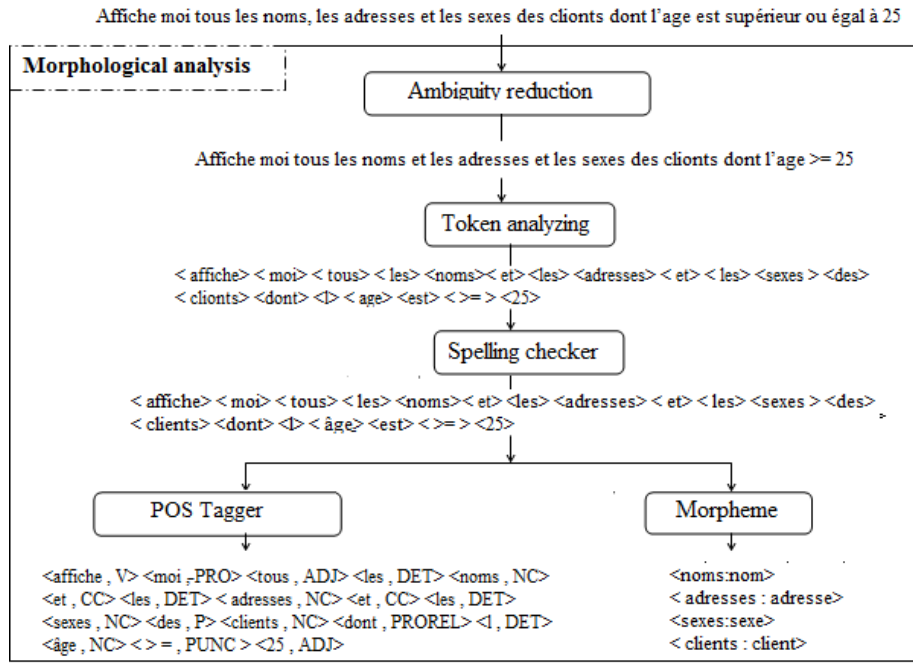 Affiche moi tous les noms, les adresses et les sexes des clionts dont l'age est supérieur ou égal à 25
Morphological analysis
Ambiguity reduction
Affiche moi tous les noms et les adresses et les sexes des clionts dont l'age >= 25
Token analyzing
< affiche> < moi> < tous> < les> <noms>< et> <les> <adresses> < et> < les> <sexes > <des>
< clionts> <dont> <l> < age> <est> < >= > <25>
Spelling checker
< affiche> < moi> < tous> < les> <noms>< et> <les> <adresses> < et> < les> <sexes > <des>
< clients> <dont> <l> < âge> <est> < >= > <25>
POS Tagger
Morpheme
<affiche , V> <moi , PRO> <tous , ADJ> <les , DET> <noms , NC>
<et , CC> <les , DET> < adresses , NC> <et , CC> <les , DET>
<sexes , NC> <des , P> <clients , NC> <dont , PROREL> <l , DET>
<âge , NC> < > = , PUNC > <25 , ADJ>
<noms:nom>
< adresses : adresse>
<sexes:sexe>
< clients : client>